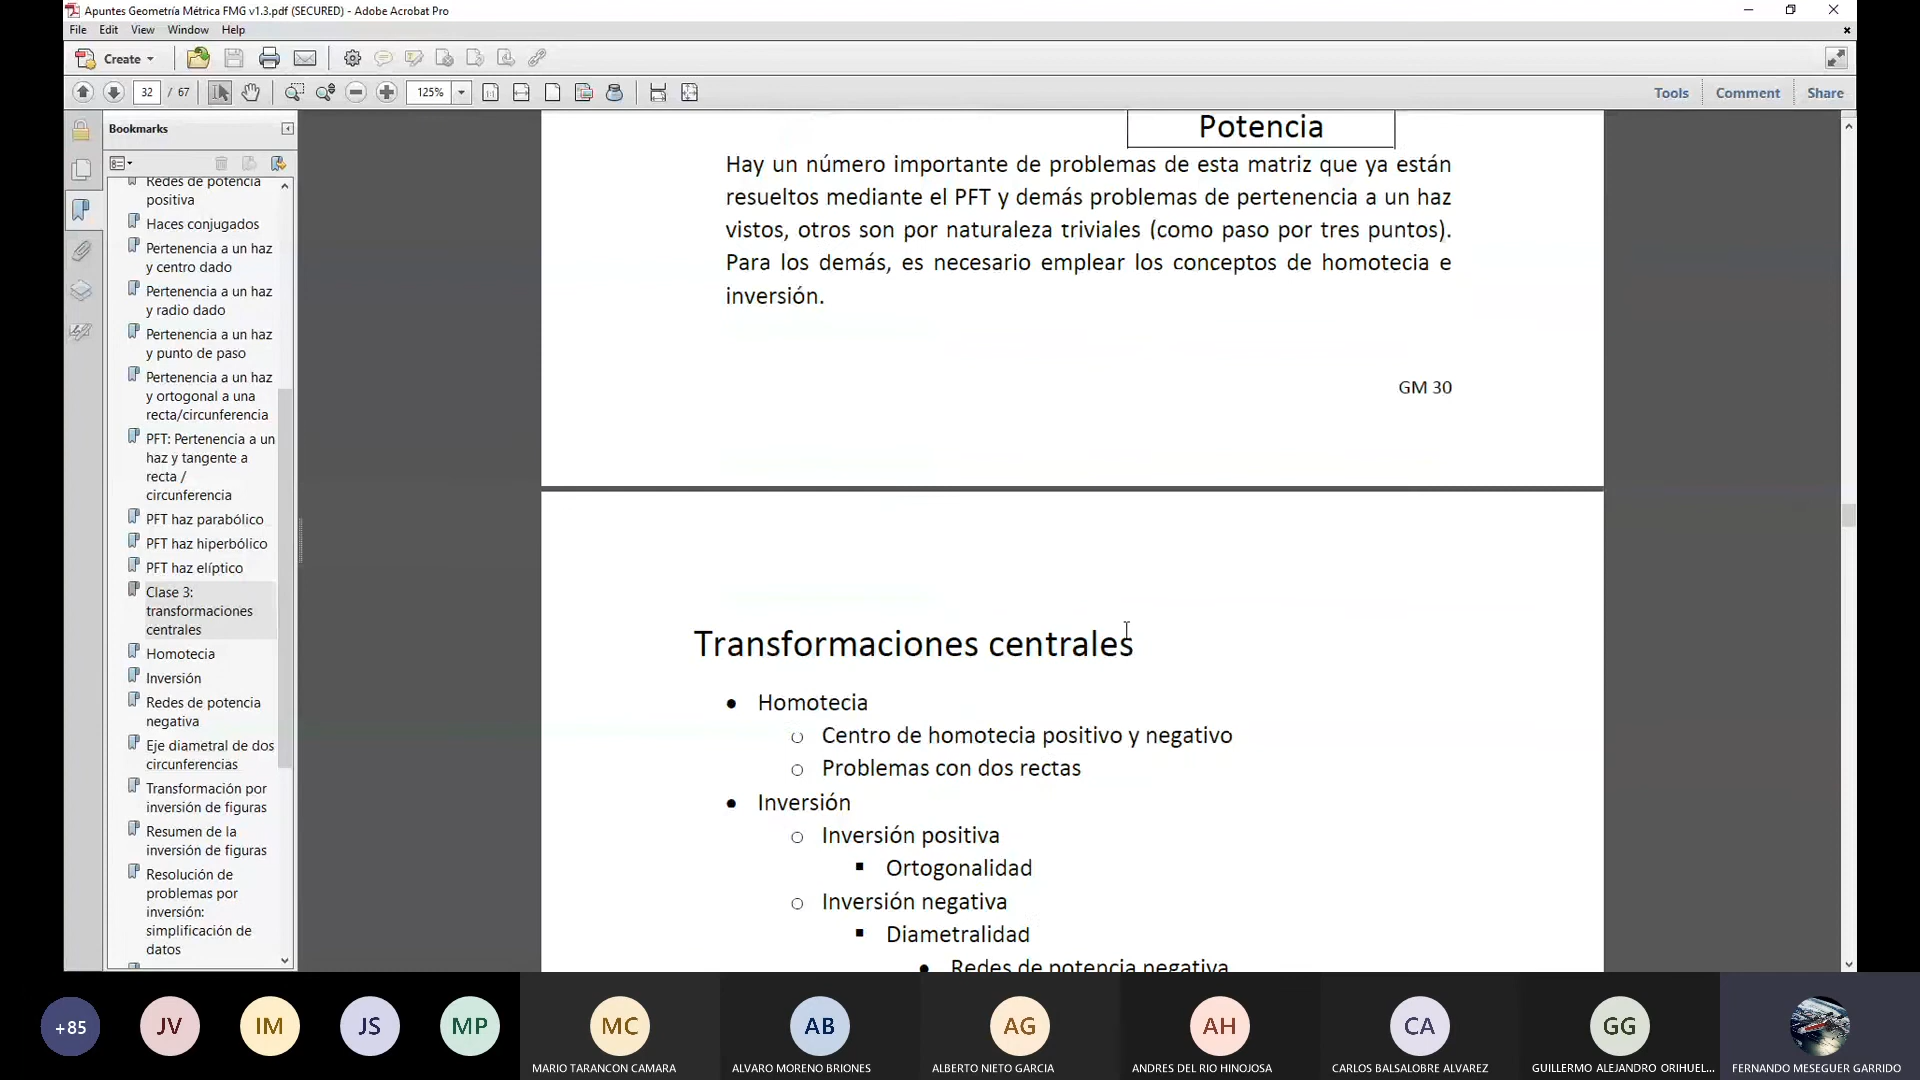 Apuntes Geometría Métrica FMG v1.3.pdf (SECURED) - Adobe Acrobat Pro
File Edit View Window Help
Create
32 / 67 125% Tools Comment Share
Bookmarks
Redes de potencia
positiva
Haces conjugados
Pertenencia a un haz
y centro dado
Pertenencia a un haz
y radio dado
Pertenencia a un haz
y punto de paso
Pertenencia a un haz
y ortogonal a una
recta/circunferencia
PFT: Pertenencia a un
haz y tangente a
recta /
circunferencia
PFT haz parabólico
PFT haz hiperbólico
PFT haz elíptico
Clase 3:
transformaciones
centrales
Homotecia
Inversión
Redes de potencia
negativa
Eje diametral de dos
circunferencias
Transformación por
inversión de figuras
Resumen de la
inversión de figuras
Resolución de
problemas por
inversión:
simplificación de
datos
Potencia
Hay un número importante de problemas de esta matriz que ya están
resueltos mediante el PFT y demás problemas de pertenencia a un haz
vistos, otros son por naturaleza triviales (como paso por tres puntos).
Para los demás, es necesario emplear los conceptos de homotecia e
inversión.
GM 30
Transformaciones centrales
Homotecia
Centro de homotecia positivo y negativo
Problemas con dos rectas
Inversión
Inversión positiva
Ortogonalidad
Inversión negativa
Diametralidad
Redes de potencia negativa
+85 JV IM JS MP MC AB AG AH CA GG
MARIO TARANCON CAMARA ALVARO MORENO BRIONES ALBERTO NIETO GARCIA ANDRES DEL RIO HINOJOSA CARLOS BALSALOBRE ALVAREZ GUILLERMO ALEJANDRO ORIHUEL... FERNANDO MESEGUER GARRIDO